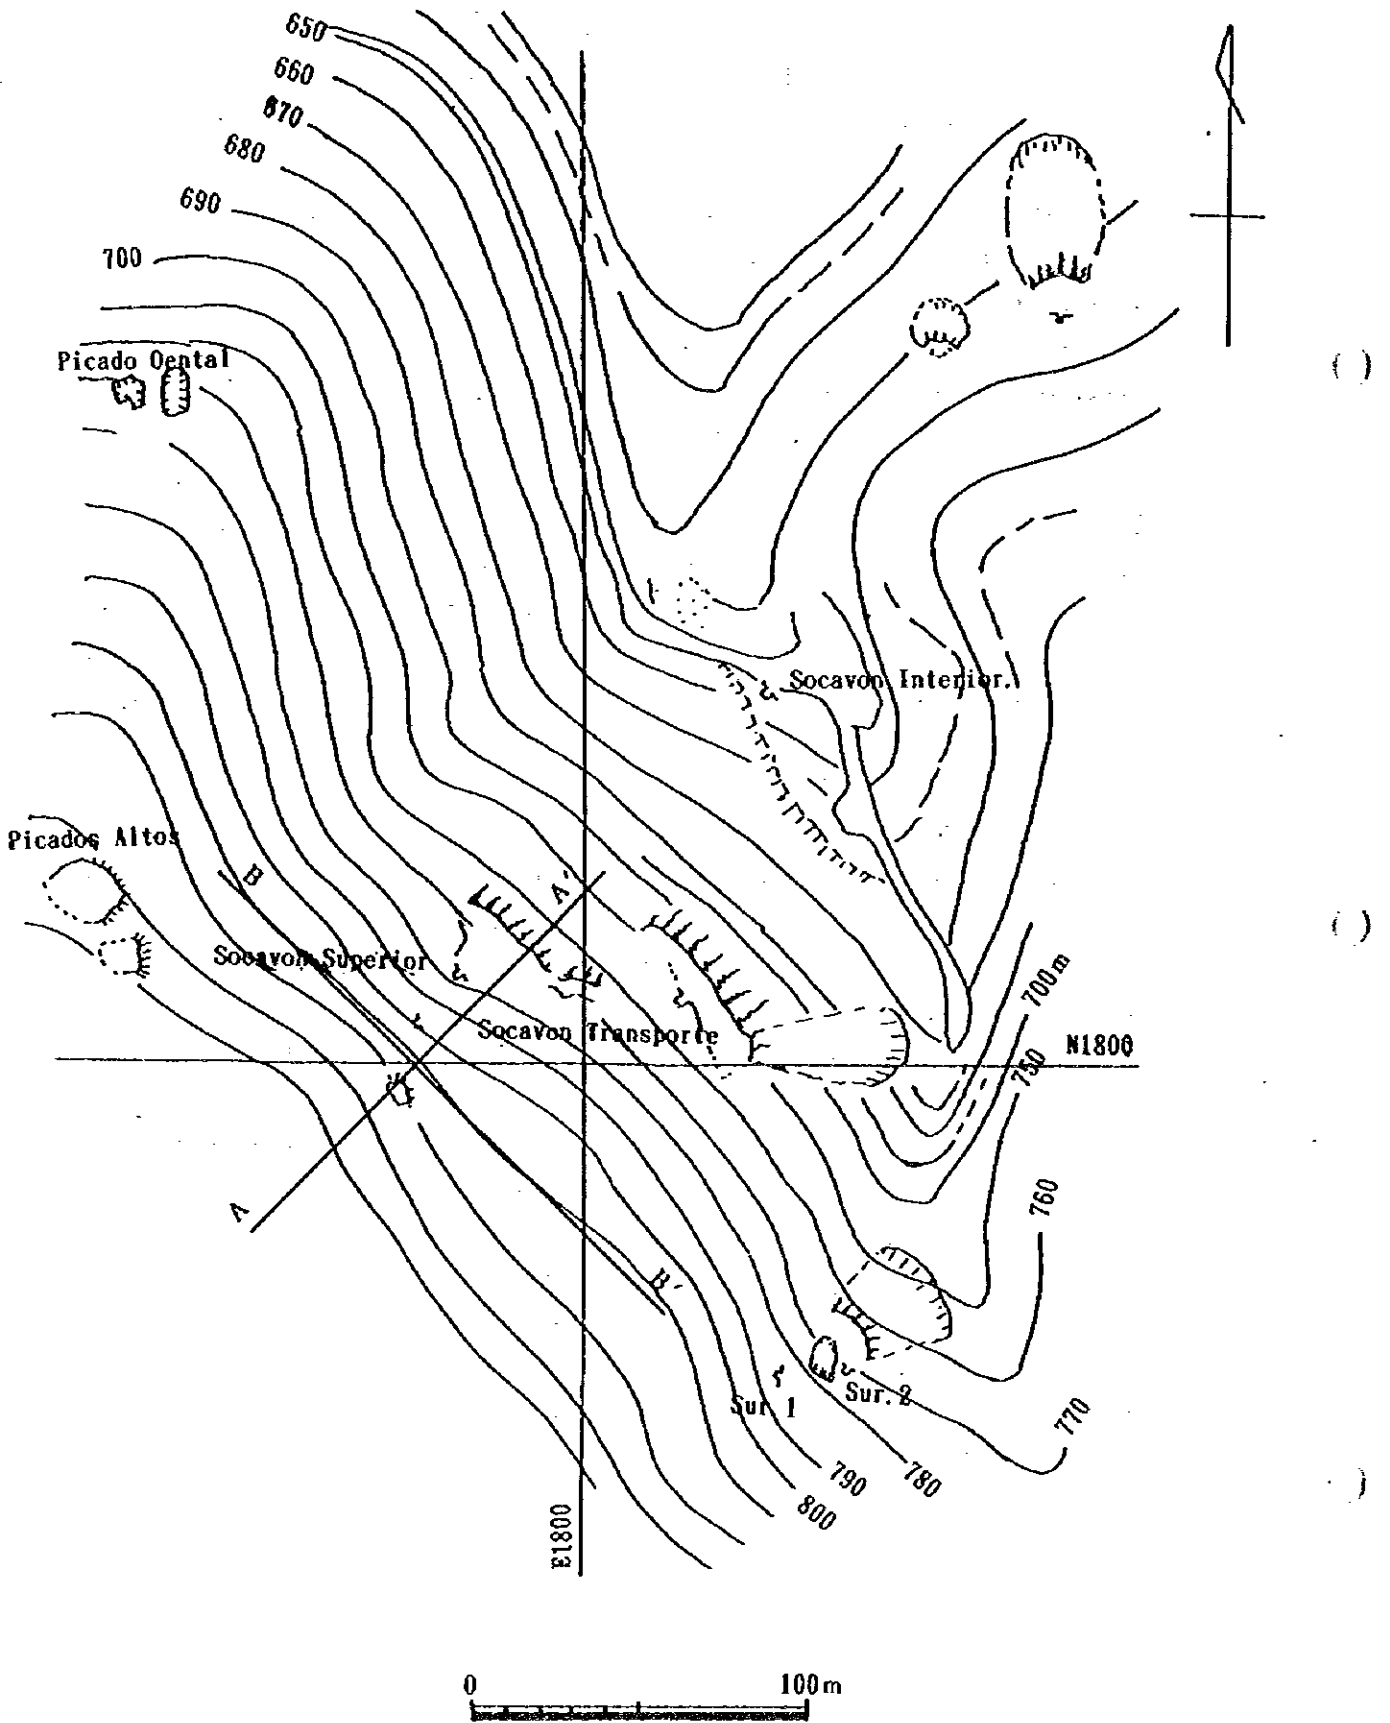 650
660
670
680
690
700
Picado Oental
Socavon Interior.
Picados Altos
B
A'
Socavon Superior
Socavon Transporte
700m
N1800
750
A
760
B'
Sur. 1
Sur. 2
770
790
780
800
E1800
0 100m